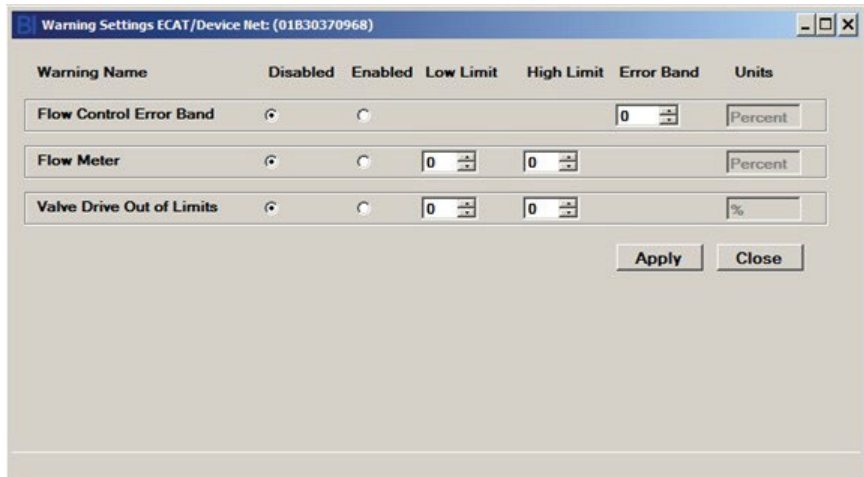 BI Warning Settings ECAT/Device Net: (01B30370968)
Warning Name Disabled Enabled Low Limit High Limit Error Band Units
Flow Control Error Band 0 Percent
Flow Meter 0 0 Percent
Valve Drive Out of Limits 0 0 %
Apply Close